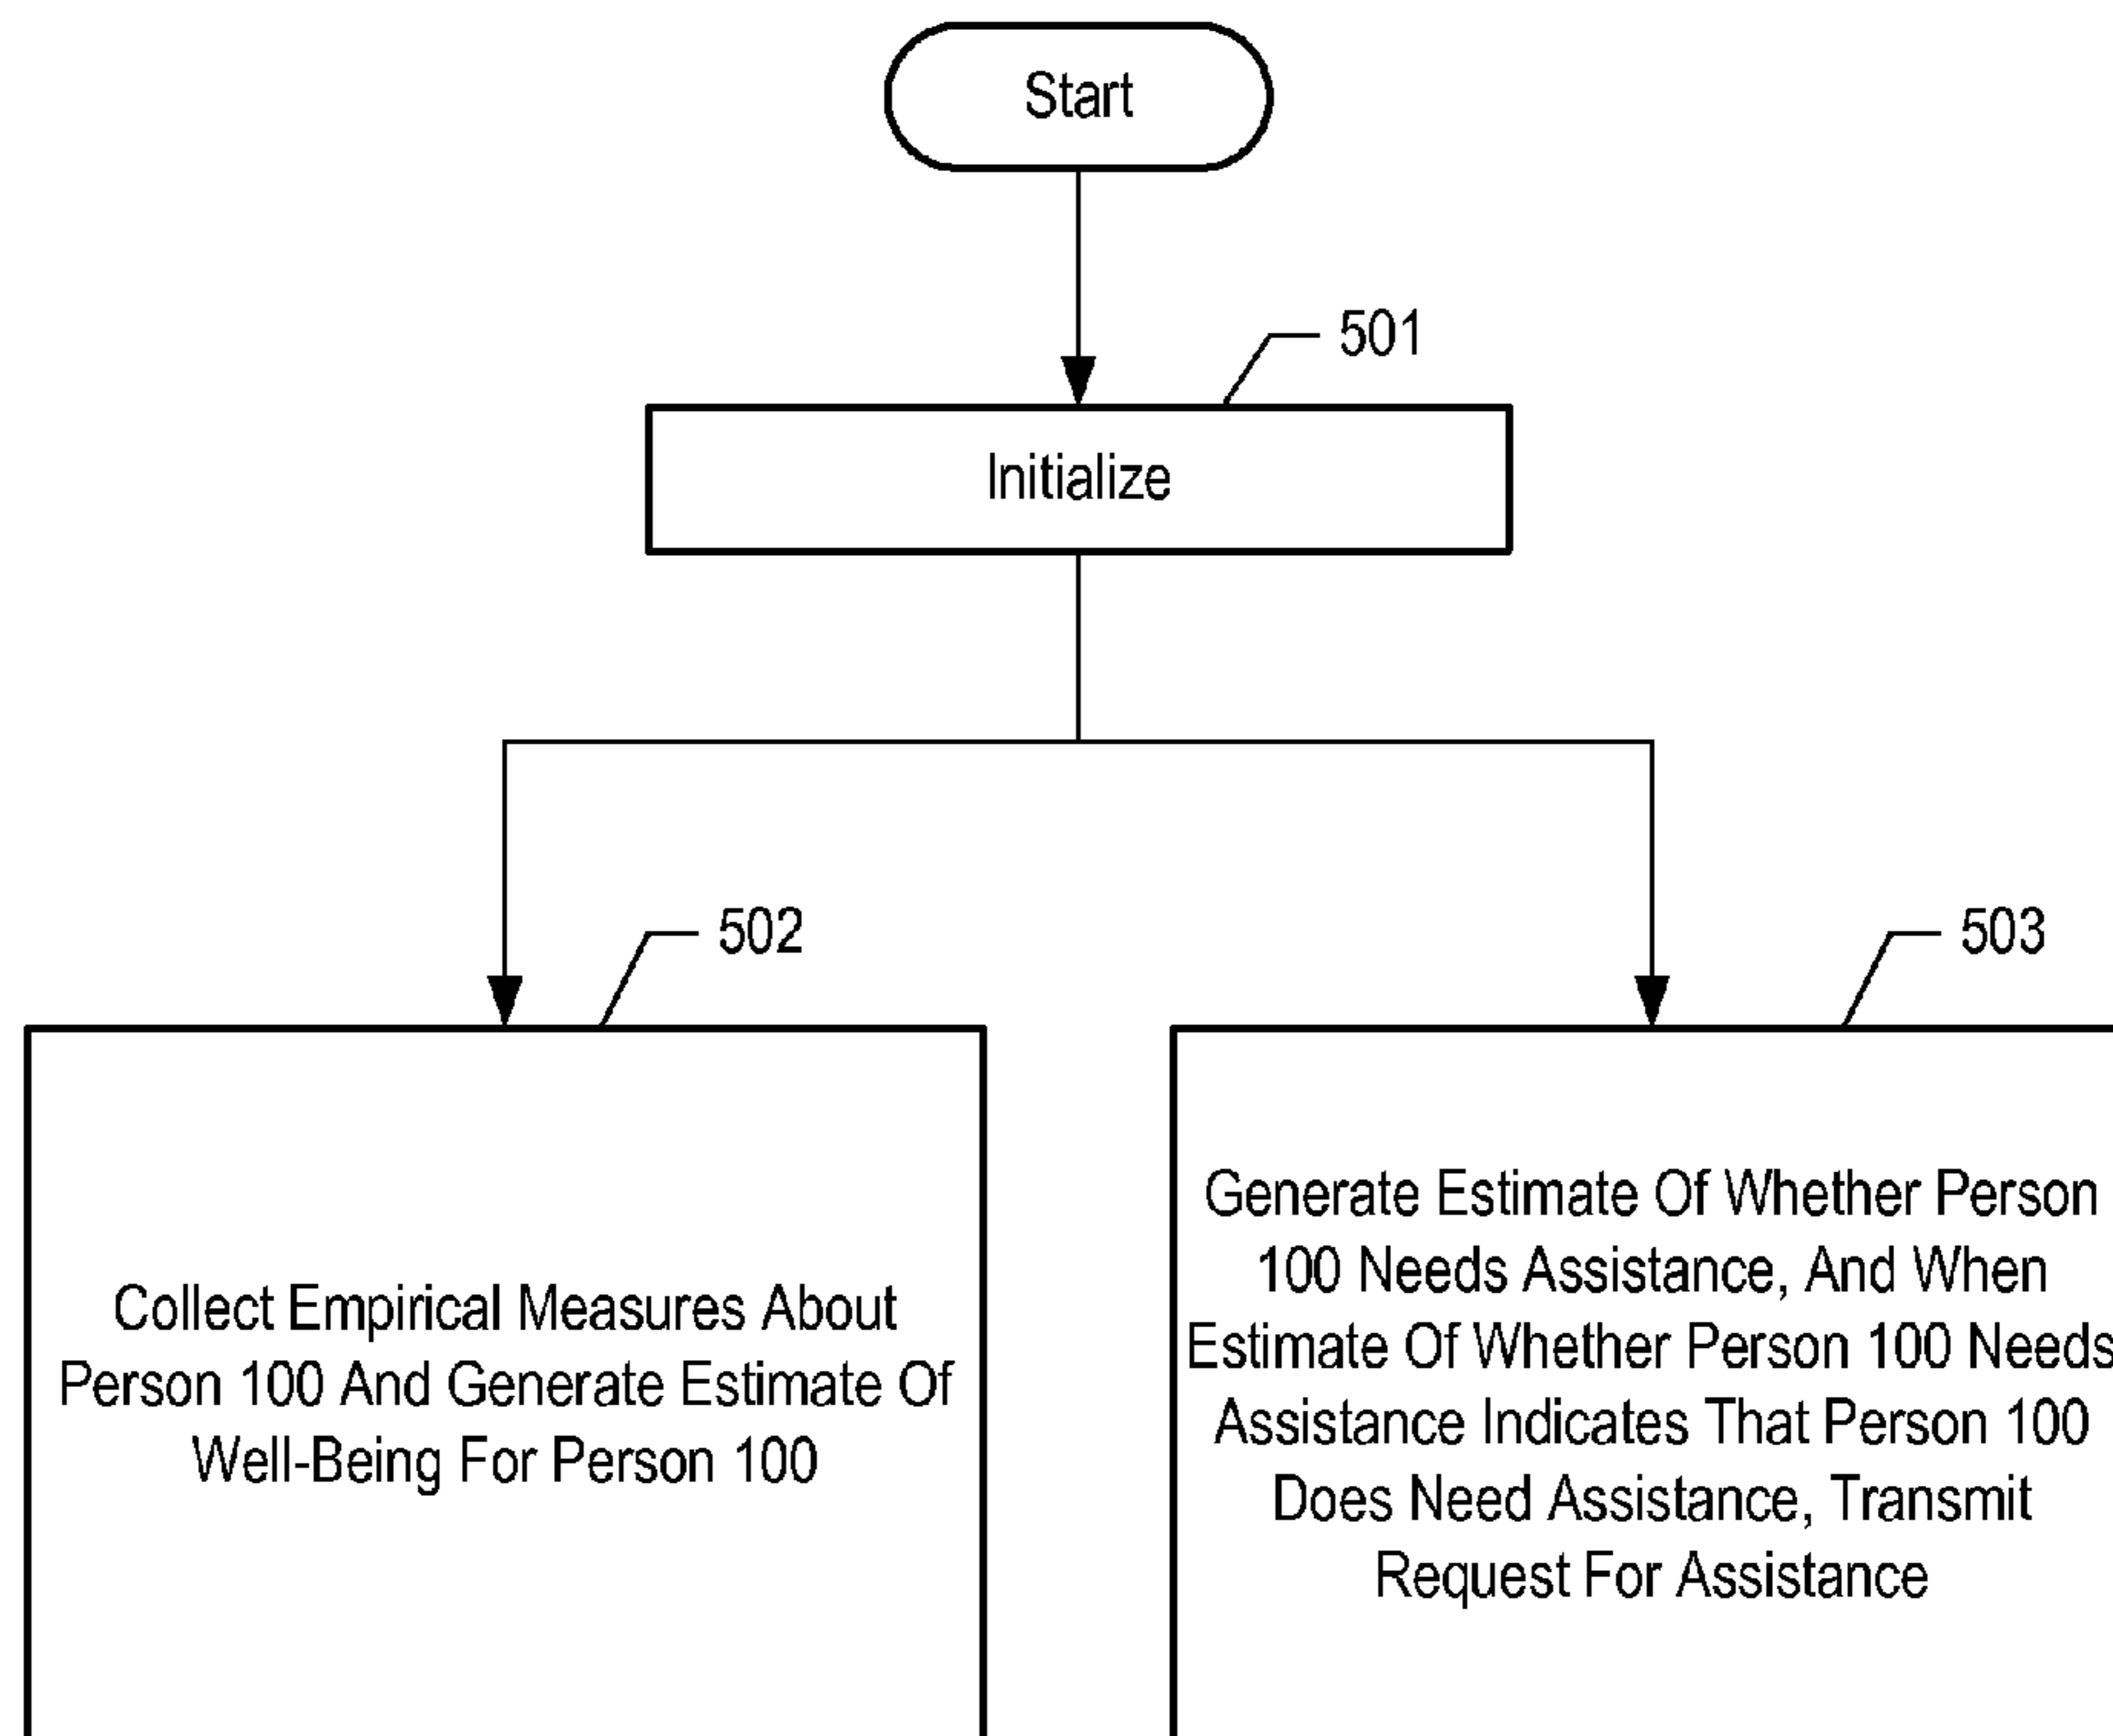 Start
501
Initialize
502
503
Collect Empirical Measures About
Person 100 And Generate Estimate Of
Well-Being For Person 100
Generate Estimate Of Whether Person
100 Needs Assistance, And When
Estimate Of Whether Person 100 Needs
Assistance Indicates That Person 100
Does Need Assistance, Transmit
Request For Assistance